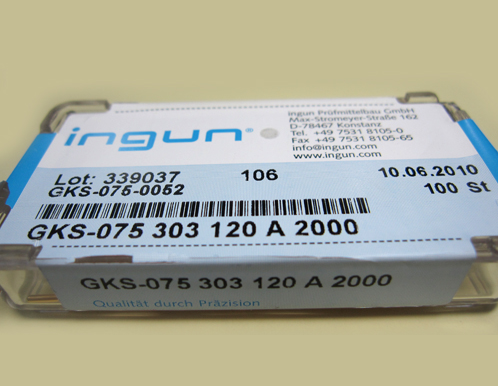 ingun Prüfmittelbau GmbH
Max-Stromeyer-Straße 162
D-78467 Konstanz
Tel. +49 7531 8105-0
Fax +49 7531 8105-65
info@ingun.com
www.ingun.com
ingun®
Lot: 339037 106 10.06.2010
GKS-075-0052 100 St
GKS-075 303 120 A 2000
GKS-075 303 120 A 2000
Qualität durch Präzision